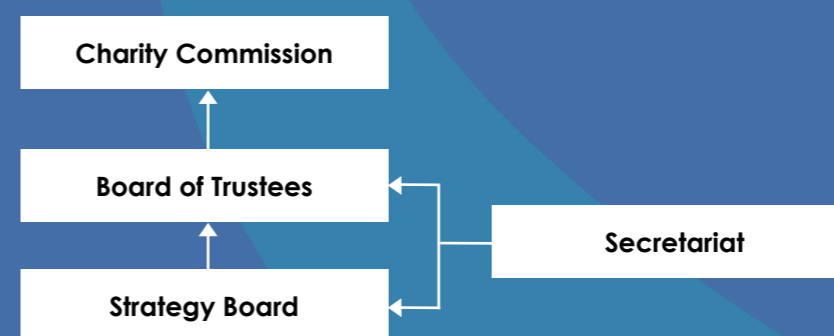 Charity Commission
Board of Trustees
Secretariat
Strategy Board